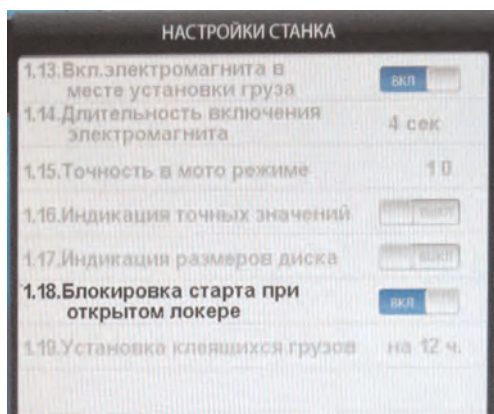 НАСТРОЙКИ СТАНКА
1.13.Вкл.электромагнита в
месте установки груза
ВКЛ
1.14.Длительность включения
электромагнита
4 сек
1.15.Точность в мото режиме
10
1.16.Индикация точных значений
ВЫКЛ
1.17.Индикация размеров диска
ВЫКЛ
1.18.Блокировка старта при
открытом локере
ВКЛ
1.19.Установка клеящихся грузов
на 12 ч.